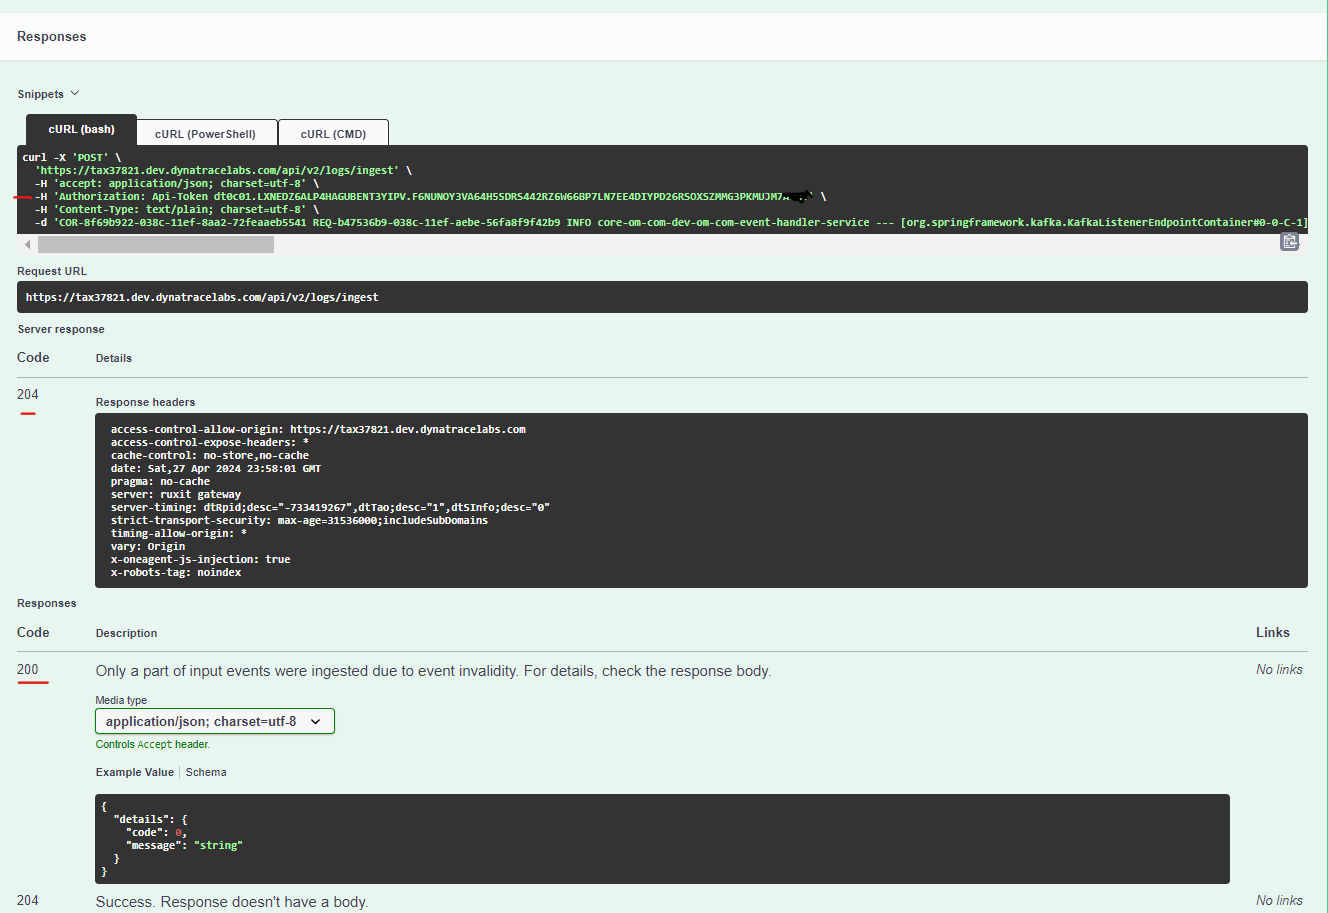 Responses
Snippets
cURL (bash)
cURL (PowerShell)
cURL (CMD)
curl -X 'POST' \
'https://tax37821.dev.dynatracelabs.com/api/v2/logs/ingest' \
-H 'accept: application/json; charset=utf-8' \
-H 'Authorization: Api-Token dt0c01.LXNEDZ6ALP4HAGUBENT3YIPV.F6NUNOY3VA64H55DRS442RZ6W66BP7LN7EE4DIYPD26RSOXSZMMG3PKMUJM7 \
-H 'Content-Type: text/plain; charset=utf-8' \
-d 'COR-8f69b922-038c-11ef-8aa2-72feaaeb5541 REQ-b47536b9-038c-11ef-aebe-56fa8f9f42b9 INFO core-om-com-dev-om-com-event-handler-service --- [org.springframework.kafka.KafkaListenerEndpointContainer#0-0-C-1]
Request URL
https://tax37821.dev.dynatracelabs.com/api/v2/logs/ingest
Server response
Code
Details
204
Response headers
access-control-allow-origin: https://tax37821.dev.dynatracelabs.com
access-control-expose-headers: *
cache-control: no-store,no-cache
date: Sat,27 Apr 2024 23:58:01 GMT
pragma: no-cache
server: ruxit gateway
server-timing: dtRpid;desc="-733419267",dtTao;desc="1",dtSInfo;desc="0"
strict-transport-security: max-age=31536000;includeSubDomains
timing-allow-origin: *
vary: Origin
x-oneagent-js-injection: true
x-robots-tag: noindex
Responses
Code
Description
Links
200
Only a part of input events were ingested due to event invalidity. For details, check the response body.
No links
Media type
application/json; charset=utf-8
Controls Accept header.
Example Value
Schema
{
"details": {
"code": 0,
"message": "string"
}
}
204
Success. Response doesn't have a body.
No links